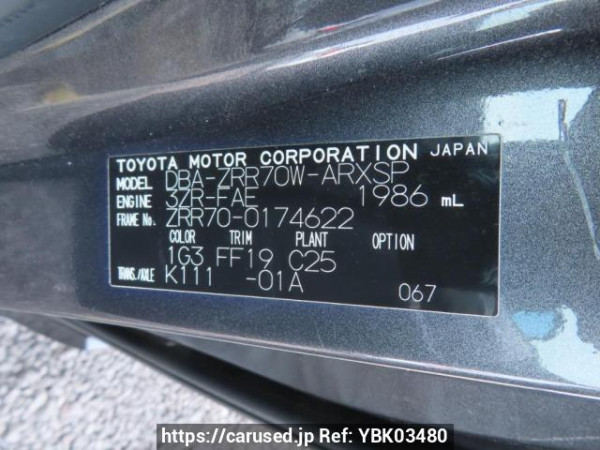 TOYOTA MOTOR CORPORATION JAPAN
MODEL DBA-ZRR70W-ARXSP
ENGINE 3ZR-FAE 1986 mL
FRAME No. ZRR70-0174622
COLOR TRIM PLANT OPTION
1G3 FF19 C25
TRANS./AXLE K111 -01A
067
https://carused.jp Ref: YBK03480